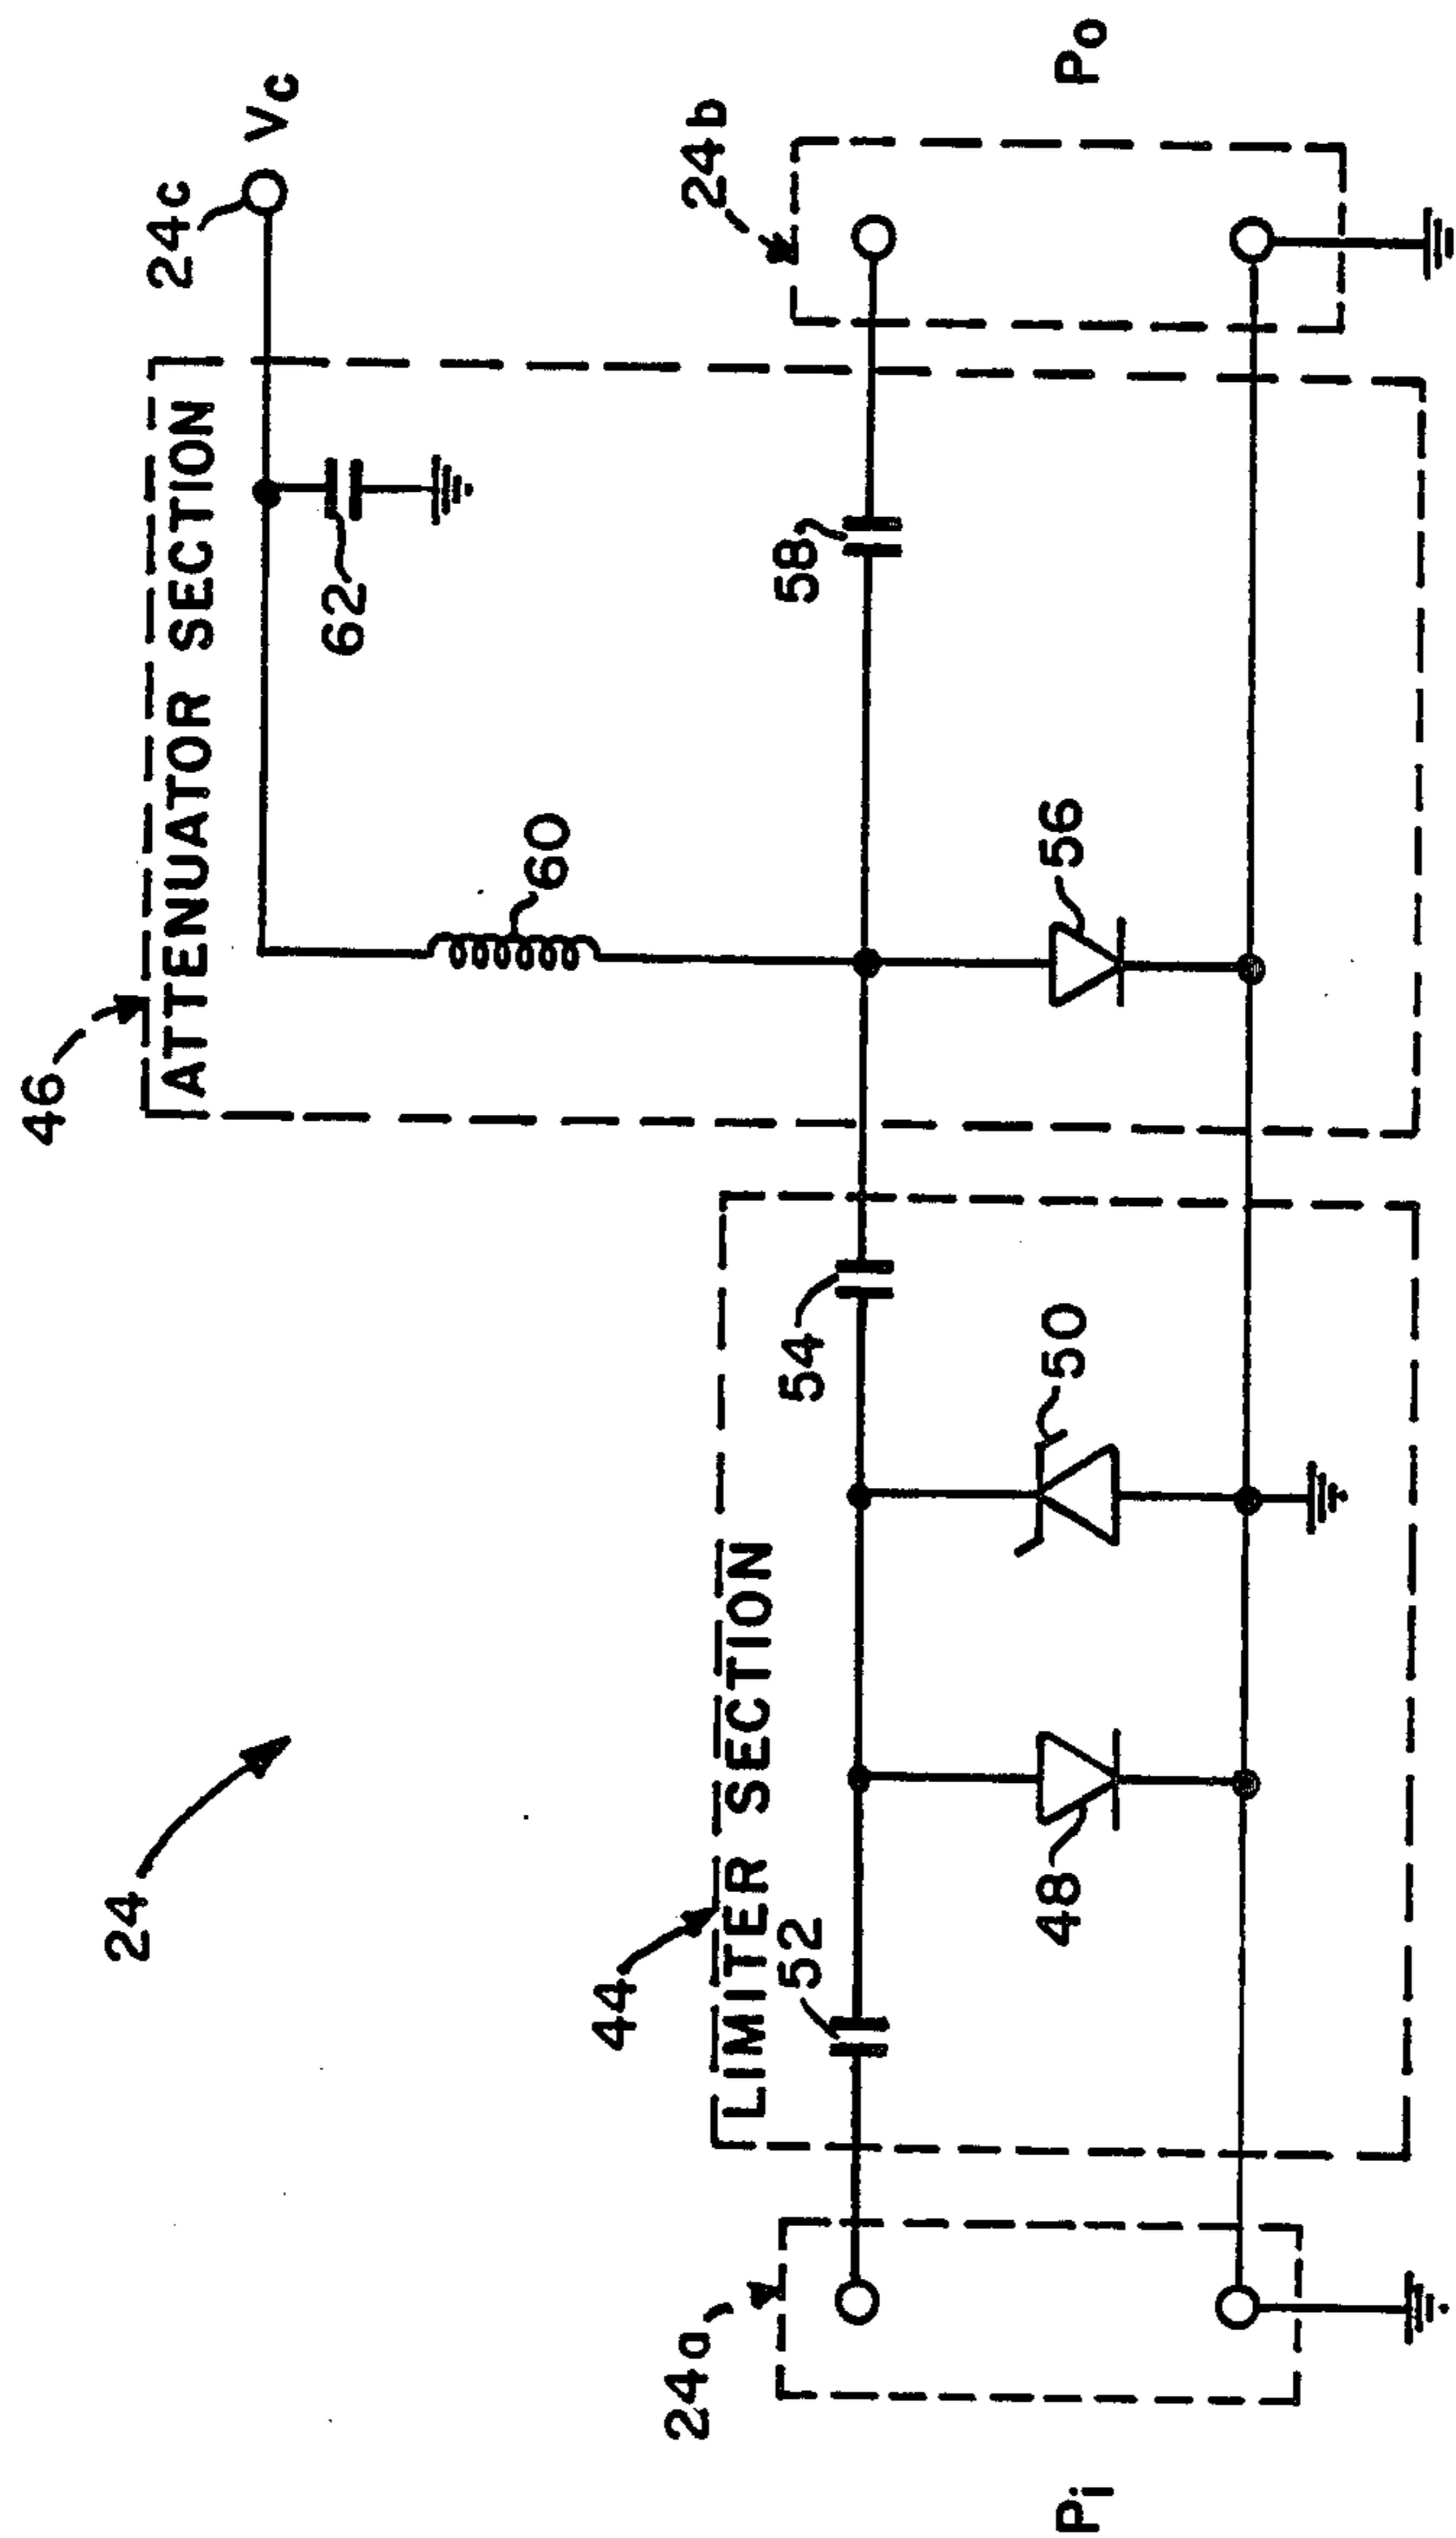 24
46
ATTENUATOR SECTION
24c
Vc
60
62
44
LIMITER SECTION
52
54
58
24b
24a
48
50
56
Pi
Po